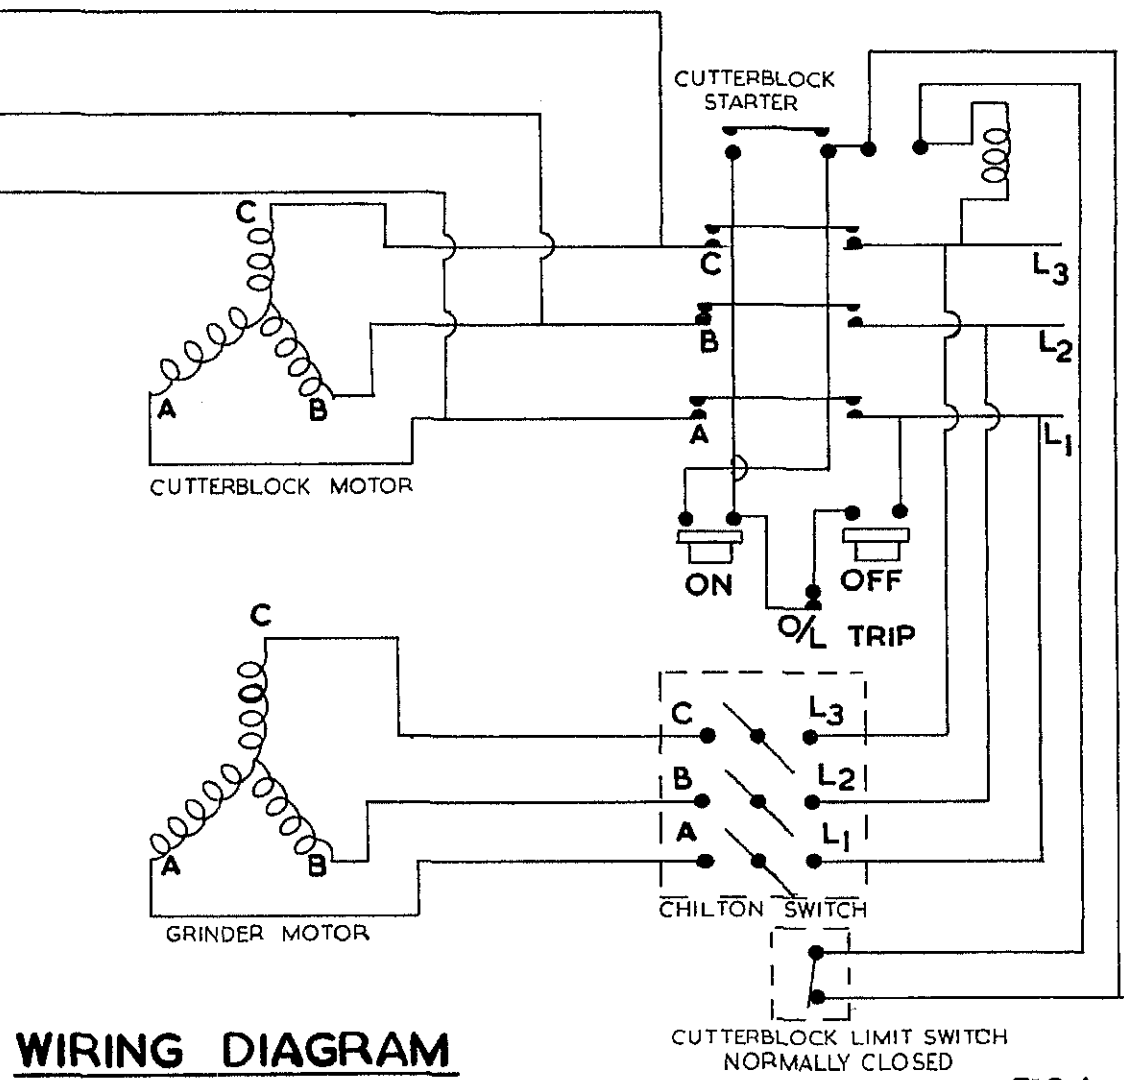 CUTTERBLOCK
STARTER
C
C
L3
B
L2
A
B
A
L1
CUTTERBLOCK MOTOR
ON
OFF
O/L TRIP
C
C
L3
B
L2
A
L1
A
B
CHILTON SWITCH
GRINDER MOTOR
CUTTERBLOCK LIMIT SWITCH
NORMALLY CLOSED
WIRING DIAGRAM